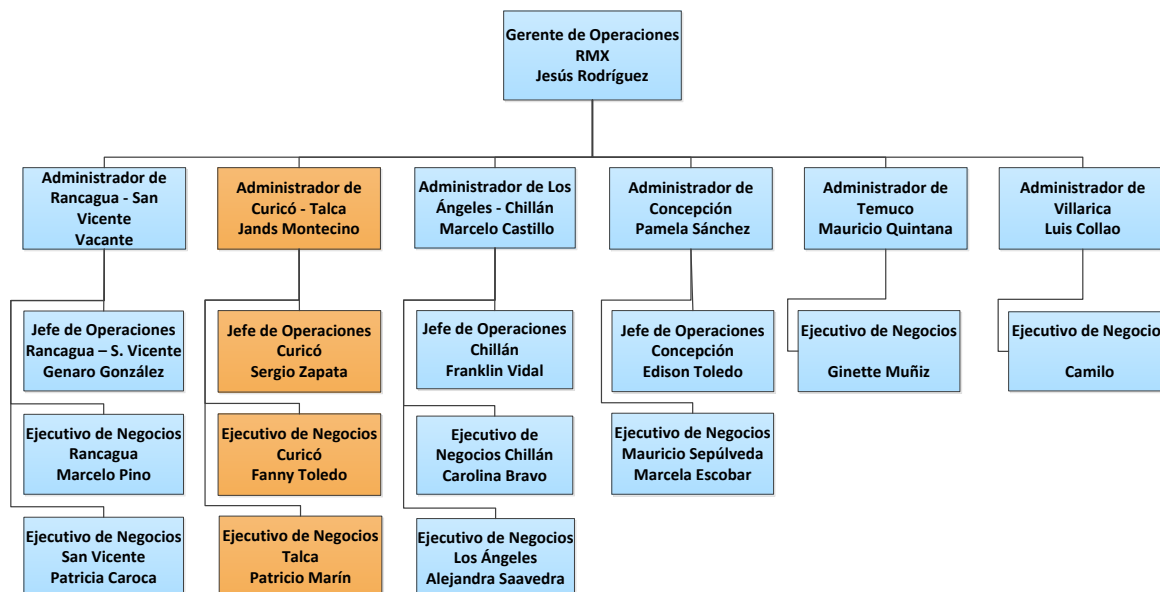 Gerente de Operaciones
RMX
Jesús Rodríguez
Administrador de
Rancagua - San
Vicente
Vacante
Administrador de
Curicó - Talca
Jands Montecino
Administrador de Los
Ángeles - Chillán
Marcelo Castillo
Administrador de
Concepción
Pamela Sánchez
Administrador de
Temuco
Mauricio Quintana
Administrador de
Villarica
Luis Collao
Jefe de Operaciones
Rancagua – S. Vicente
Genaro González
Jefe de Operaciones
Curicó
Sergio Zapata
Jefe de Operaciones
Chillán
Franklin Vidal
Jefe de Operaciones
Concepción
Edison Toledo
Ejecutivo de Negocios
Ginette Muñiz
Ejecutivo de Negocios
Camilo
Ejecutivo de Negocios
Rancagua
Marcelo Pino
Ejecutivo de Negocios
Curicó
Fanny Toledo
Ejecutivo de
Negocios Chillán
Carolina Bravo
Ejecutivo de Negocios
Mauricio Sepúlveda
Marcela Escobar
Ejecutivo de Negocios
San Vicente
Patricia Caroca
Ejecutivo de Negocios
Talca
Patricio Marín
Ejecutivo de Negocios
Los Ángeles
Alejandra Saavedra